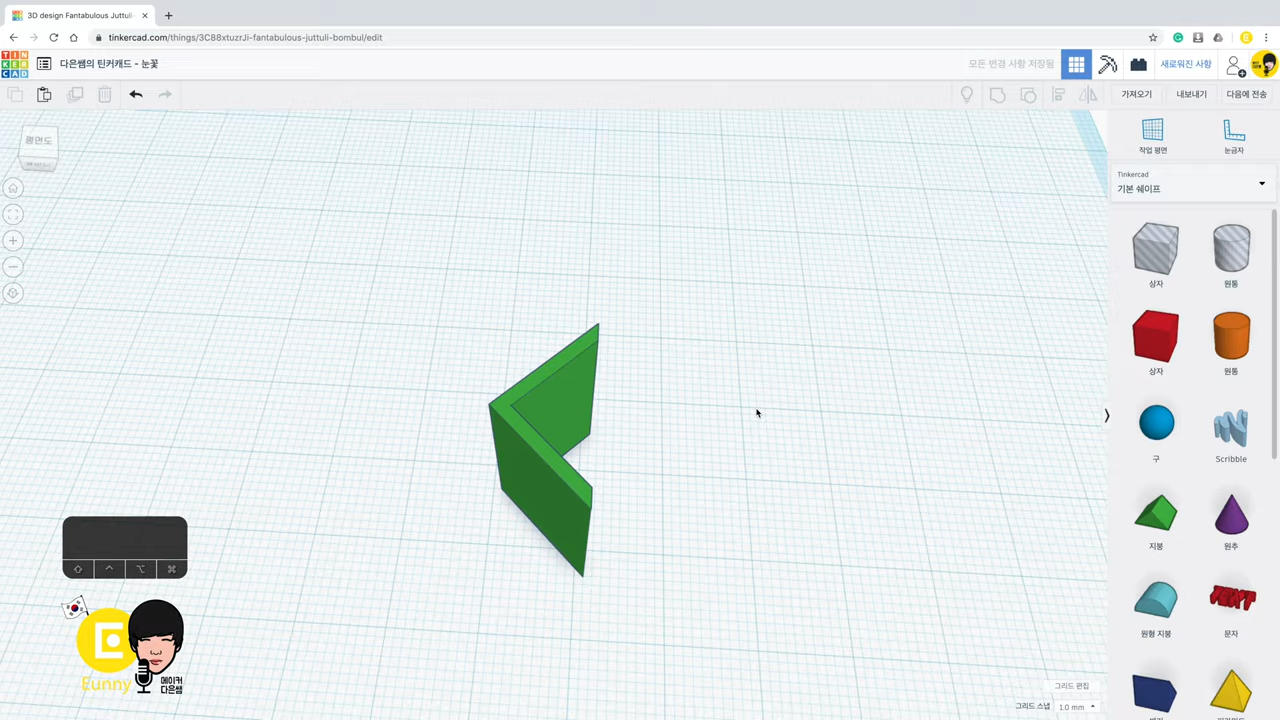 3D design Fantabulous Juttuli-
tinkercad.com/things/3C88xtuzrJi-fantabulous-juttuli-bombul/edit
E
TIN
KER
CAD
다은쌤의 틴커캐드 - 눈꽃
모든 변경 사항 저장됨
새로워진 사항
가져오기
내보내기
다음에 전송
평면도
작업 평면
눈금자
Tinkercad
기본 쉐이프
상자
원통
상자
원통
구
Scribble
지붕
원추
원형 지붕
문자
Eunny
메이커
다은쌤
그리드 편집
그리드 스냅
1.0 mm